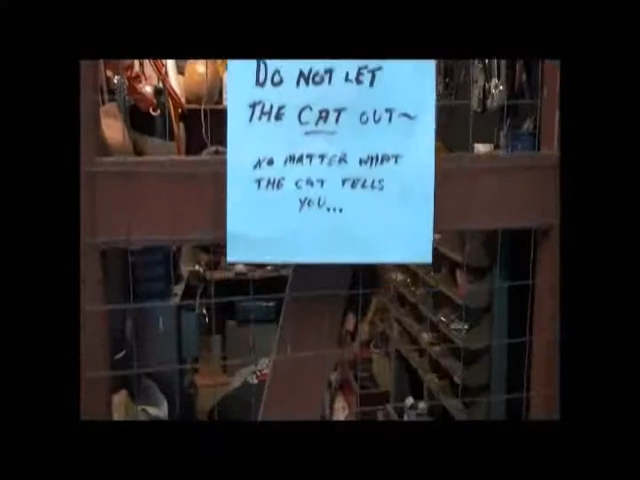 DO NOT LET
THE CAT OUT~
NO MATTER WHAT
THE CAT TELLS
YOU...